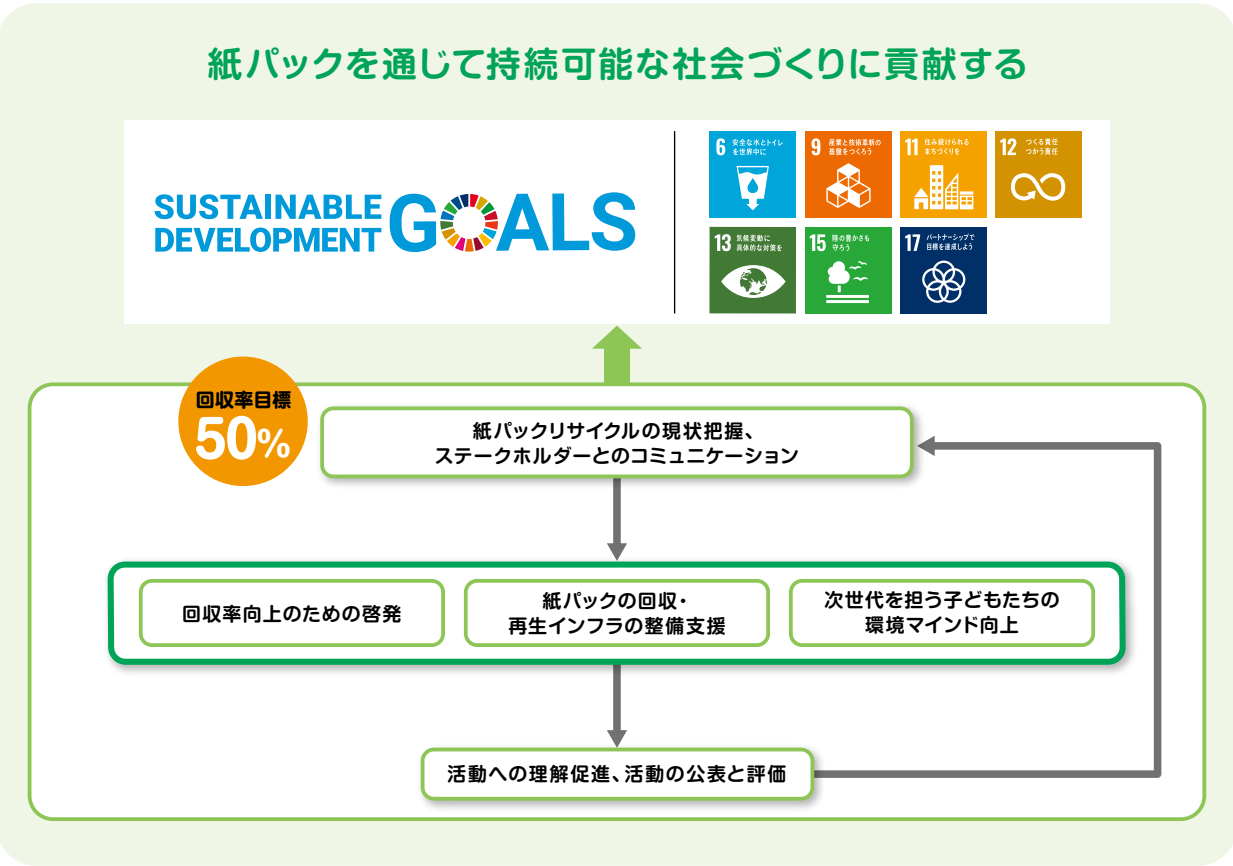 紙パックを通じて持続可能な社会づくりに貢献する
SUSTAINABLE
DEVELOPMENT
GOALS
6 安全な水とトイレ
を世界中に
9 産業と技術革新の
基盤をつくろう
11 住み続けられる
まちづくりを
12 つくる責任
つかう責任
13 気候変動に
具体的な対策を
15 陸の豊かさも
守ろう
17 パートナーシップで
目標を達成しよう
回収率目標
50%
紙パックリサイクルの現状把握、
ステークホルダーとのコミュニケーション
回収率向上のための啓発
紙パックの回収・
再生インフラの整備支援
次世代を担う子どもたちの
環境マインド向上
活動への理解促進、活動の公表と評価